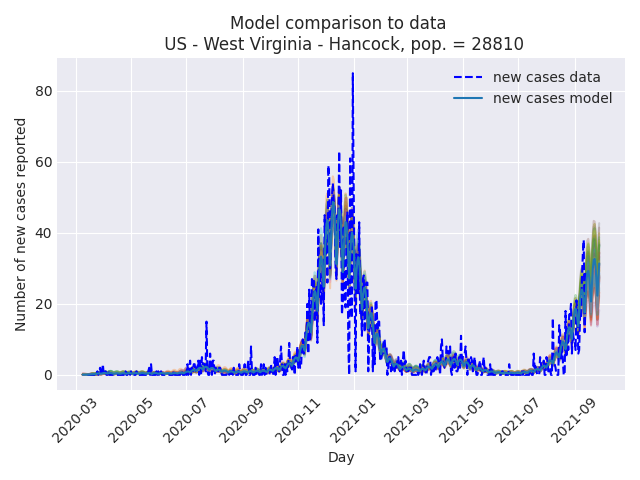 Model comparison to data
US - West Virginia - Hancock, pop. = 28810
new cases data
new cases model
Number of new cases reported
80
60
40
20
0
2020-03
2020-05
2020-07
2020-09
2020-11
2021-01
2021-03
2021-05
2021-07
2021-09
Day